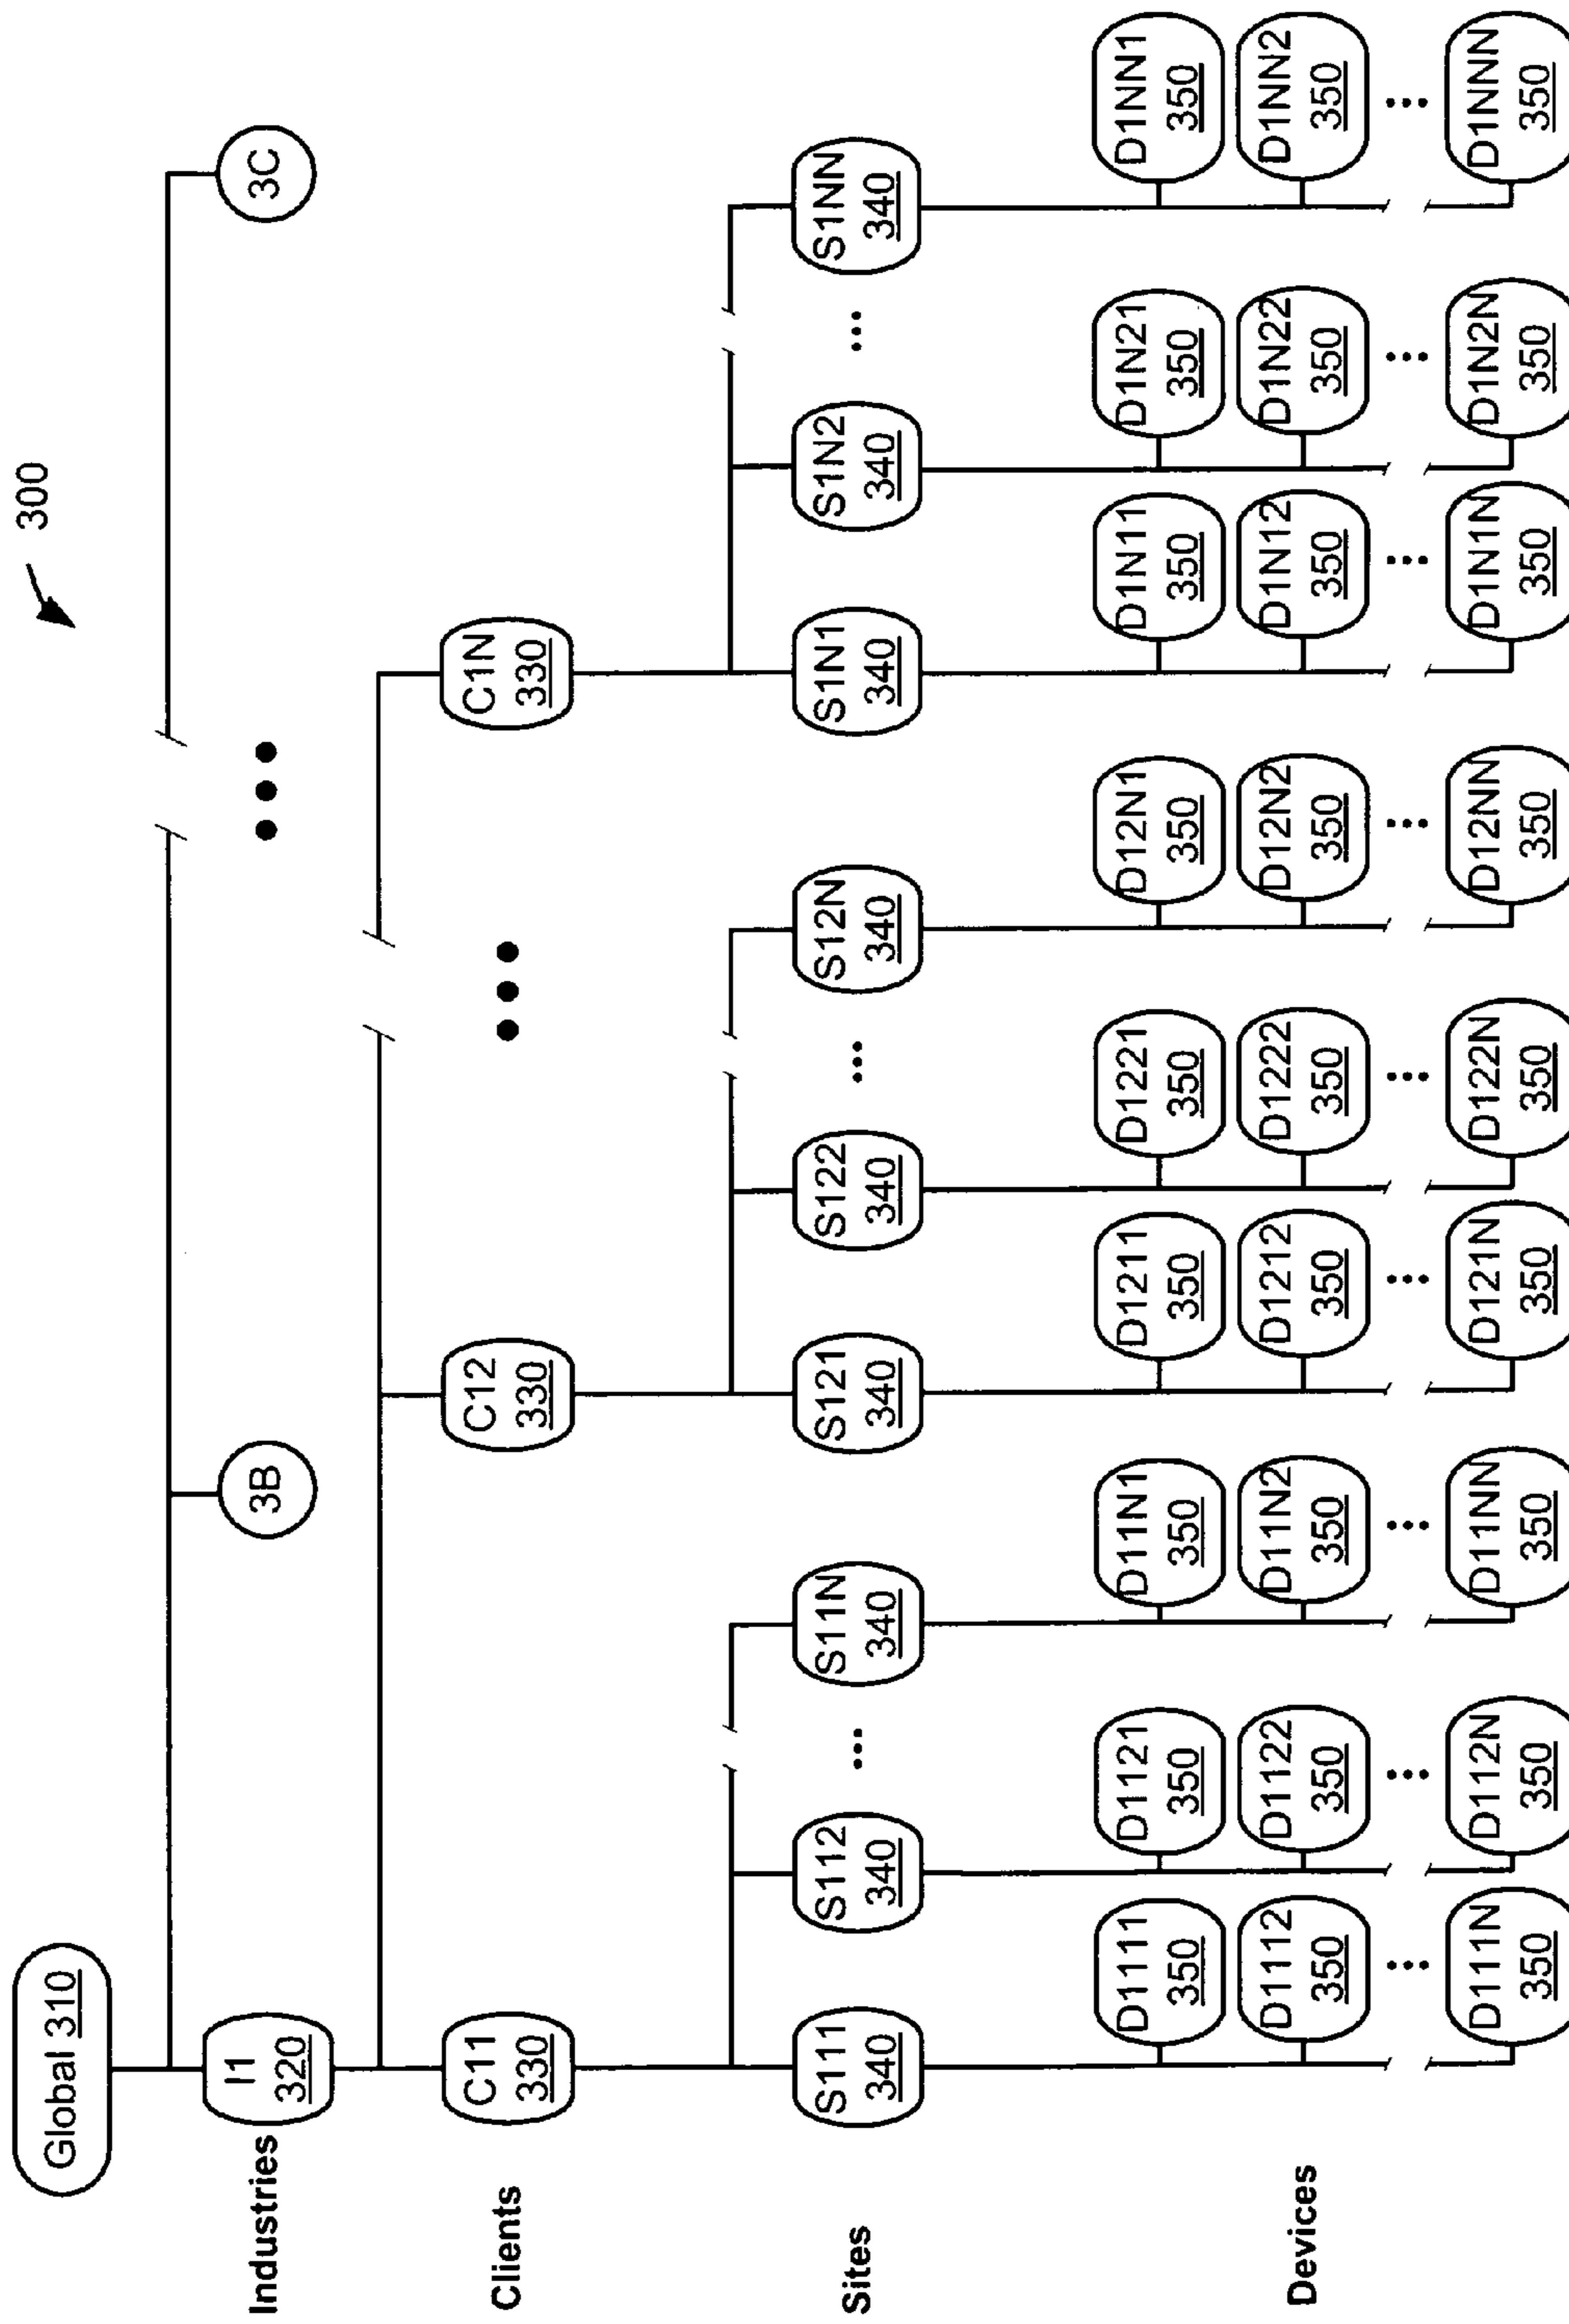 300
Global 310
Industries
I1
320
3B
•••
3C
Clients
C11
330
C12
330
•••
C1N
330
Sites
S111
340
S112
340
...
S11N
340
S121
340
S122
340
...
S12N
340
S1N1
340
S1N2
340
...
S1NN
340
Devices
D1111
350
D1112
350
...
D111N
350
D1121
350
D1122
350
...
D112N
350
D11N1
350
D11N2
350
...
D11NN
350
D1211
350
D1212
350
...
D121N
350
D1221
350
D1222
350
...
D122N
350
D12N1
350
D12N2
350
...
D12NN
350
D1N11
350
D1N12
350
...
D1N1N
350
D1N21
350
D1N22
350
...
D1N2N
350
D1NN1
350
D1NN2
350
...
D1NNN
350